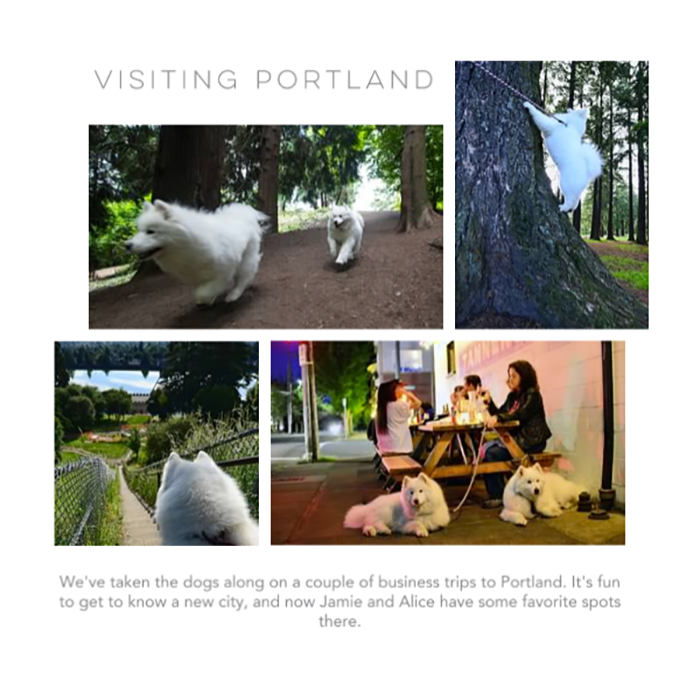 VISITING PORTLAND
We've taken the dogs along on a couple of business trips to Portland. It's fun
to get to know a new city, and now Jamie and Alice have some favorite spots
there.